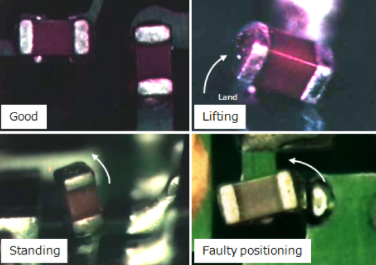 Good
Land
Lifting
Standing
Faulty positioning